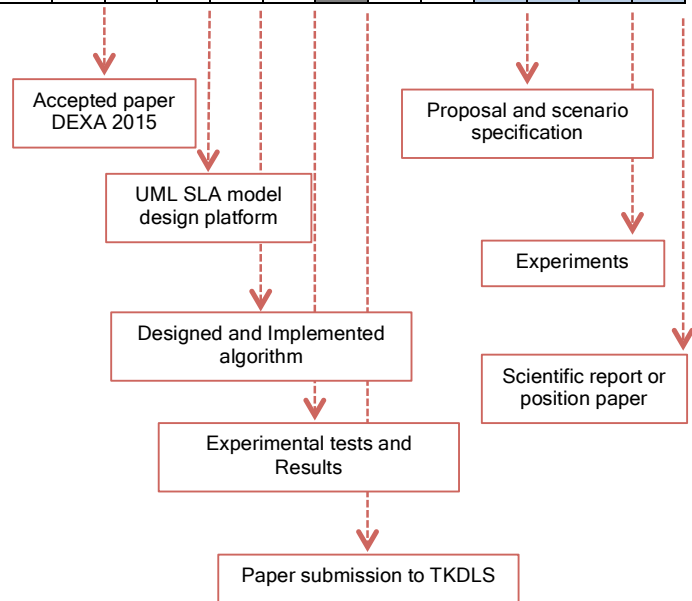 Accepted paper
DEXA 2015
Proposal and scenario
specification
UML SLA model
design platform
Experiments
Designed and Implemented
algorithm
Scientific report or
position paper
Experimental tests and
Results
Paper submission to TKDLS